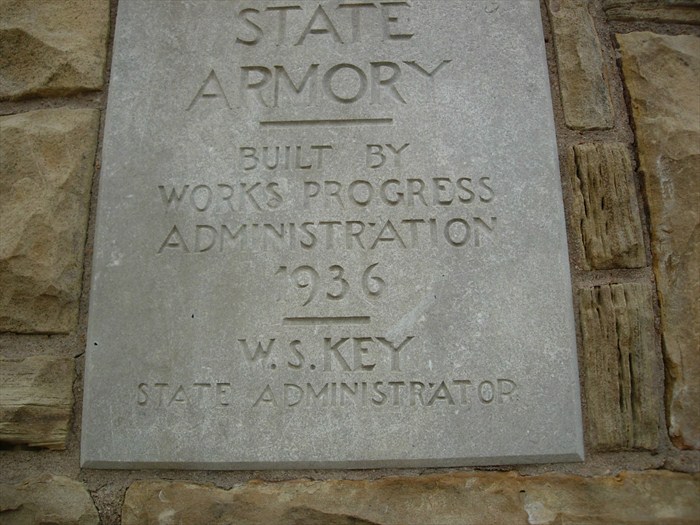 STATE
ARMORY
BUILT BY
WORKS PROGRESS
ADMINISTRATION
1936
W. S. KEY
STATE ADMINISTRATOR